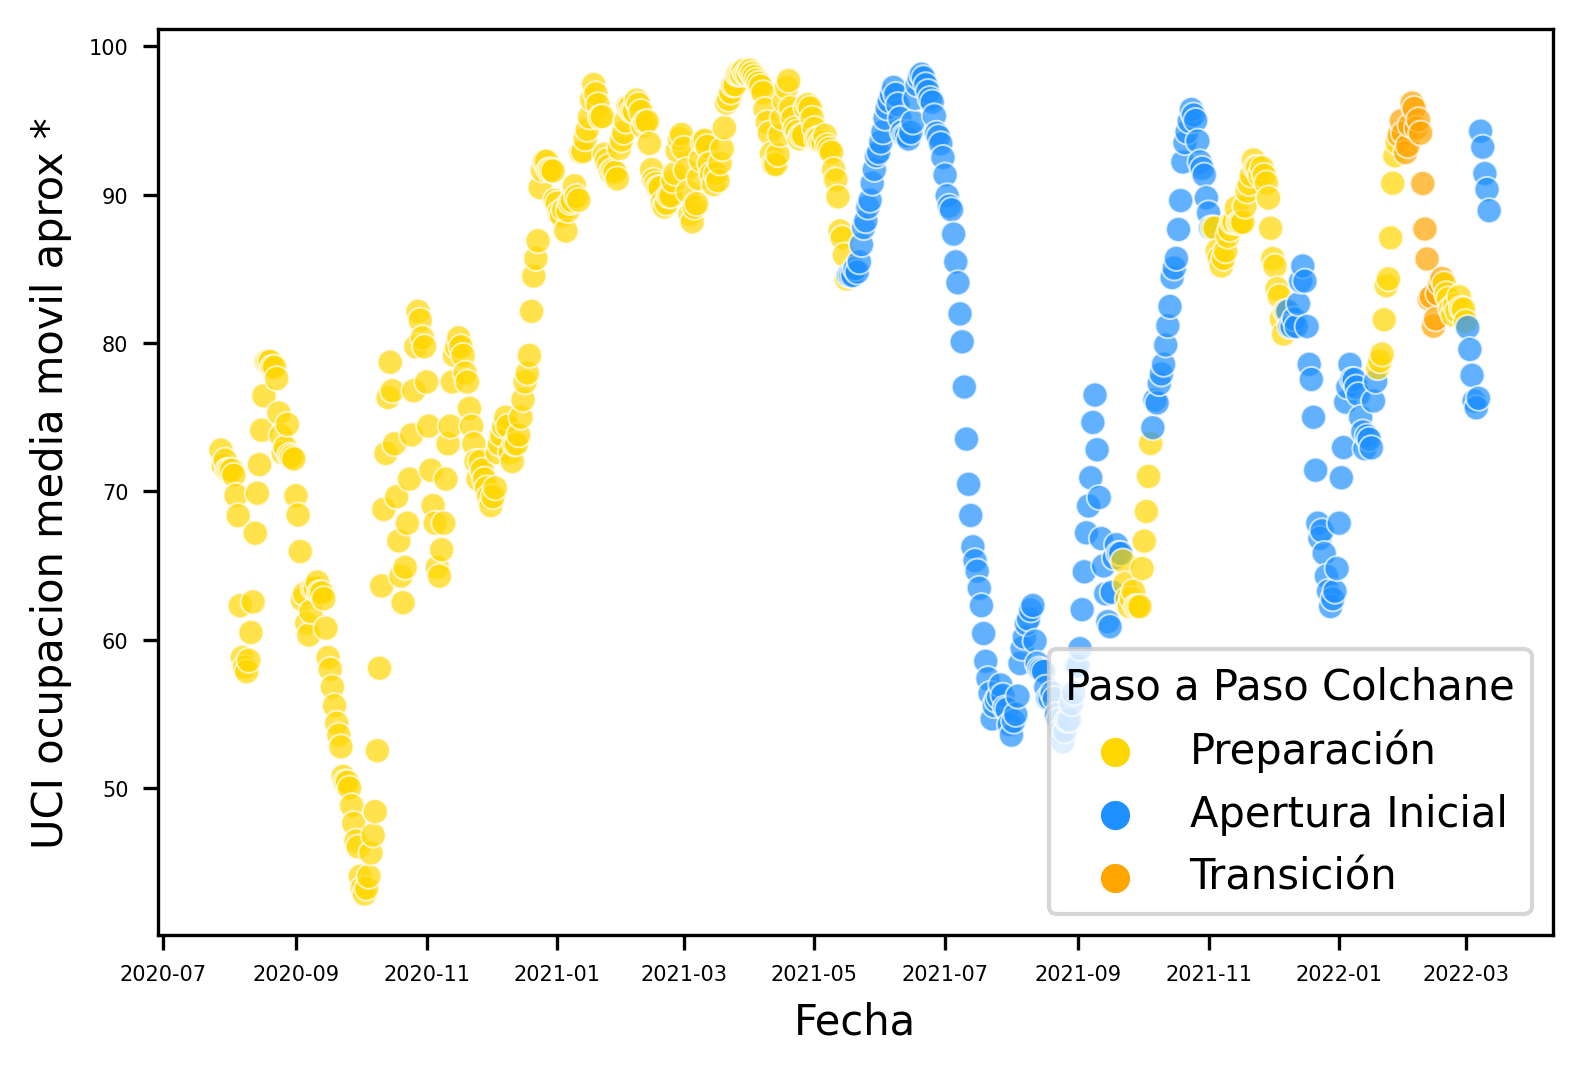 100
90
80
70
60
50
UCI ocupacion media movil aprox *
2020-07 2020-09 2020-11 2021-01 2021-03 2021-05 2021-07 2021-09 2021-11 2022-01 2022-03
Fecha
Paso a Paso Colchane
Preparación
Apertura Inicial
Transición